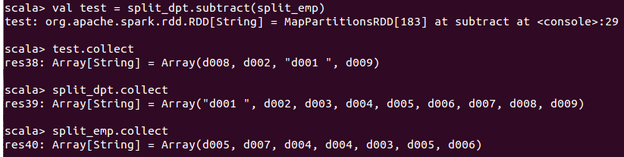 scala> val test = split_dpt.subtract(split_emp)
test: org.apache.spark.rdd.RDD[String] = MapPartitionsRDD[183] at subtract at <console>:29
scala> test.collect
res38: Array[String] = Array(d008, d002, "d001 ", d009)
scala> split_dpt.collect
res39: Array[String] = Array("d001 ", d002, d003, d004, d005, d006, d007, d008, d009)
scala> split_emp.collect
res40: Array[String] = Array(d005, d007, d004, d004, d003, d005, d006)